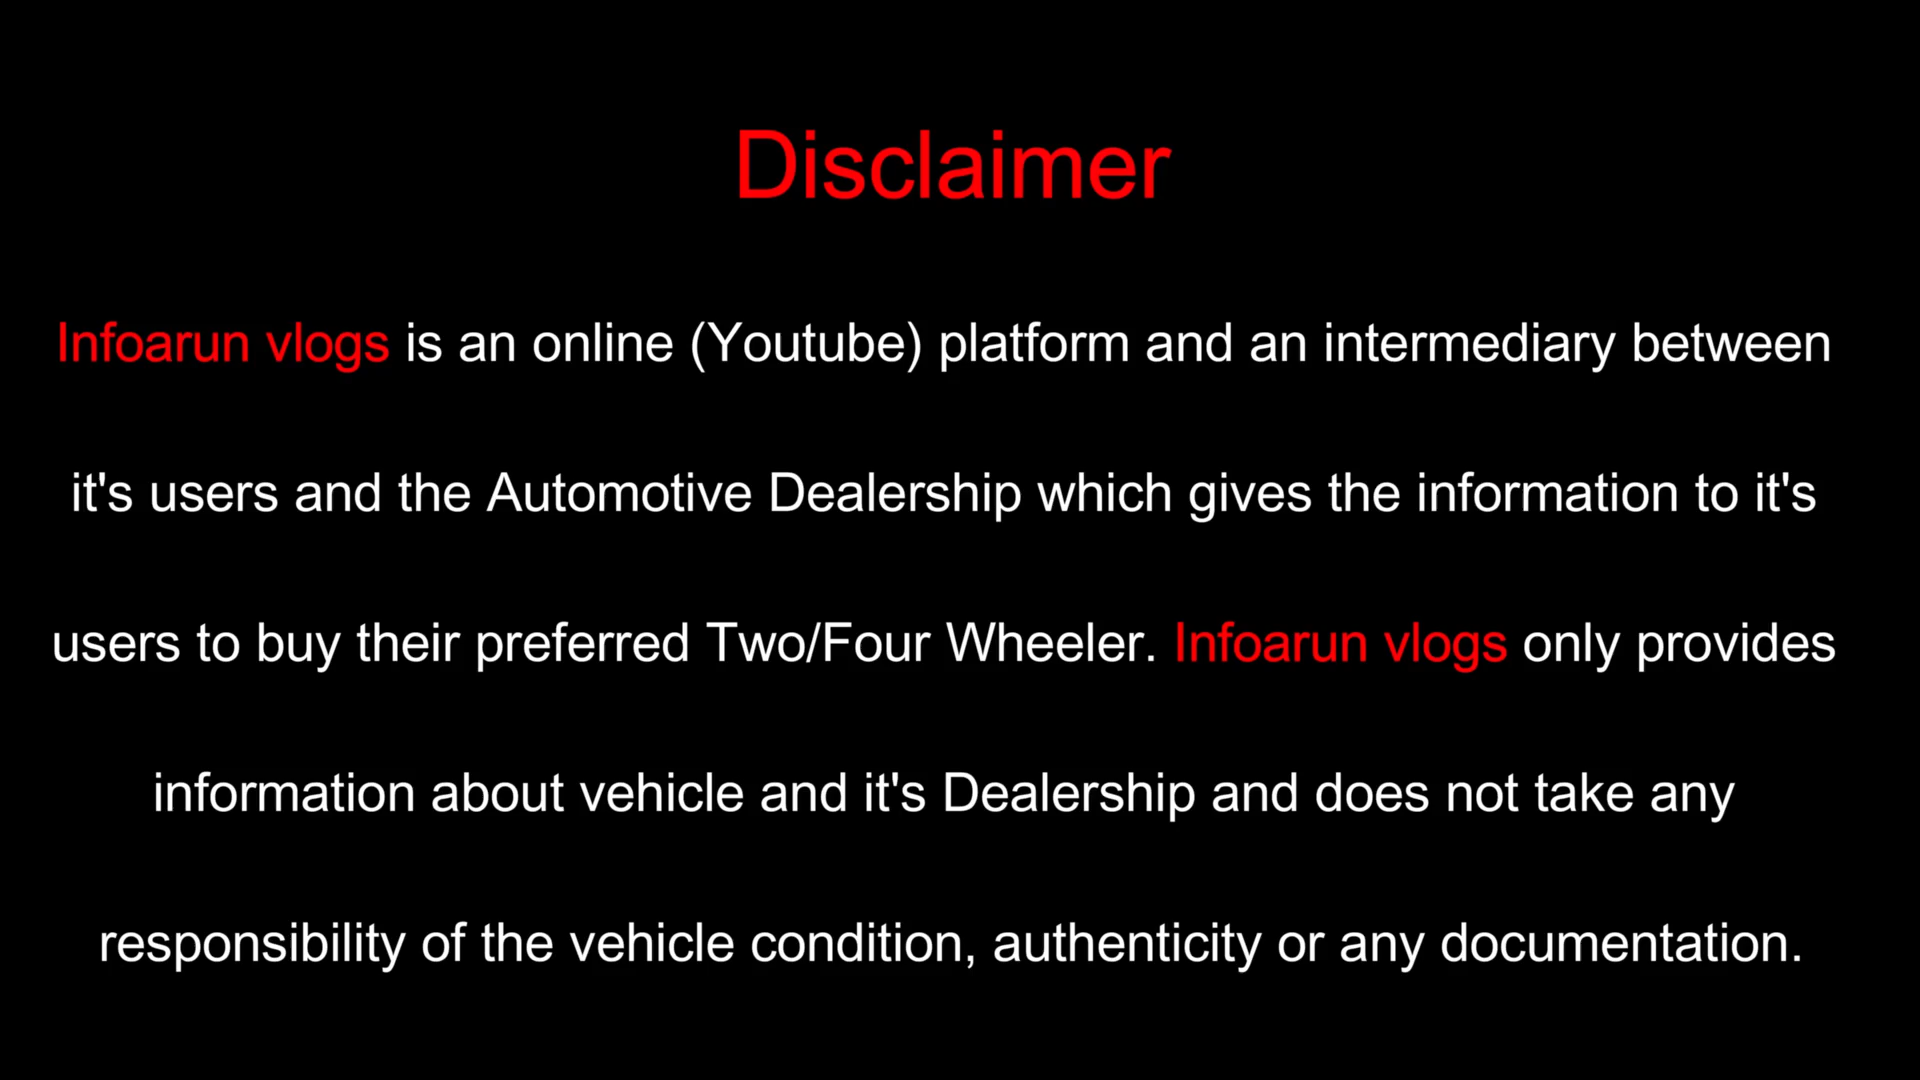 Disclaimer
Infoarun vlogs is an online (Youtube) platform and an intermediary between
it's users and the Automotive Dealership which gives the information to it's
users to buy their preferred Two/Four Wheeler. Infoarun vlogs only provides
information about vehicle and it's Dealership and does not take any
responsibility of the vehicle condition, authenticity or any documentation.